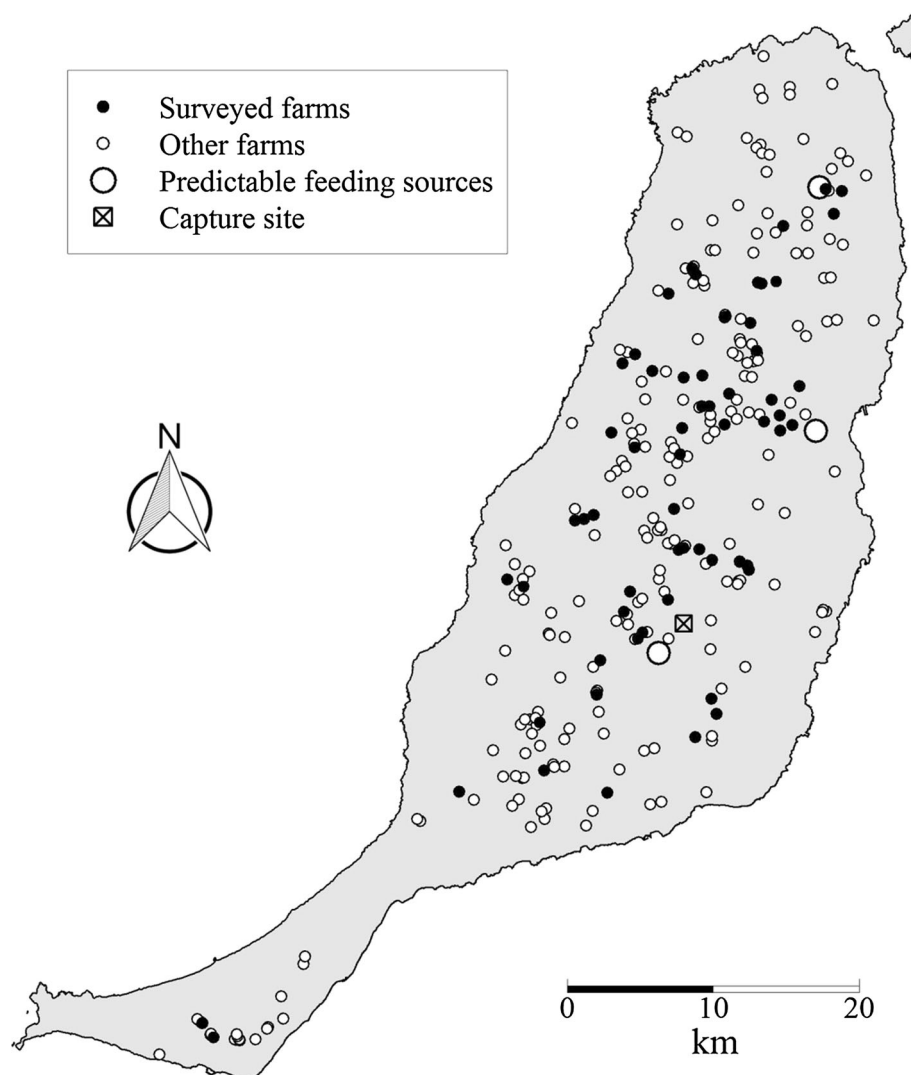 Surveyed farms
Other farms
Predictable feeding sources
Capture site
N
0 10 20
km